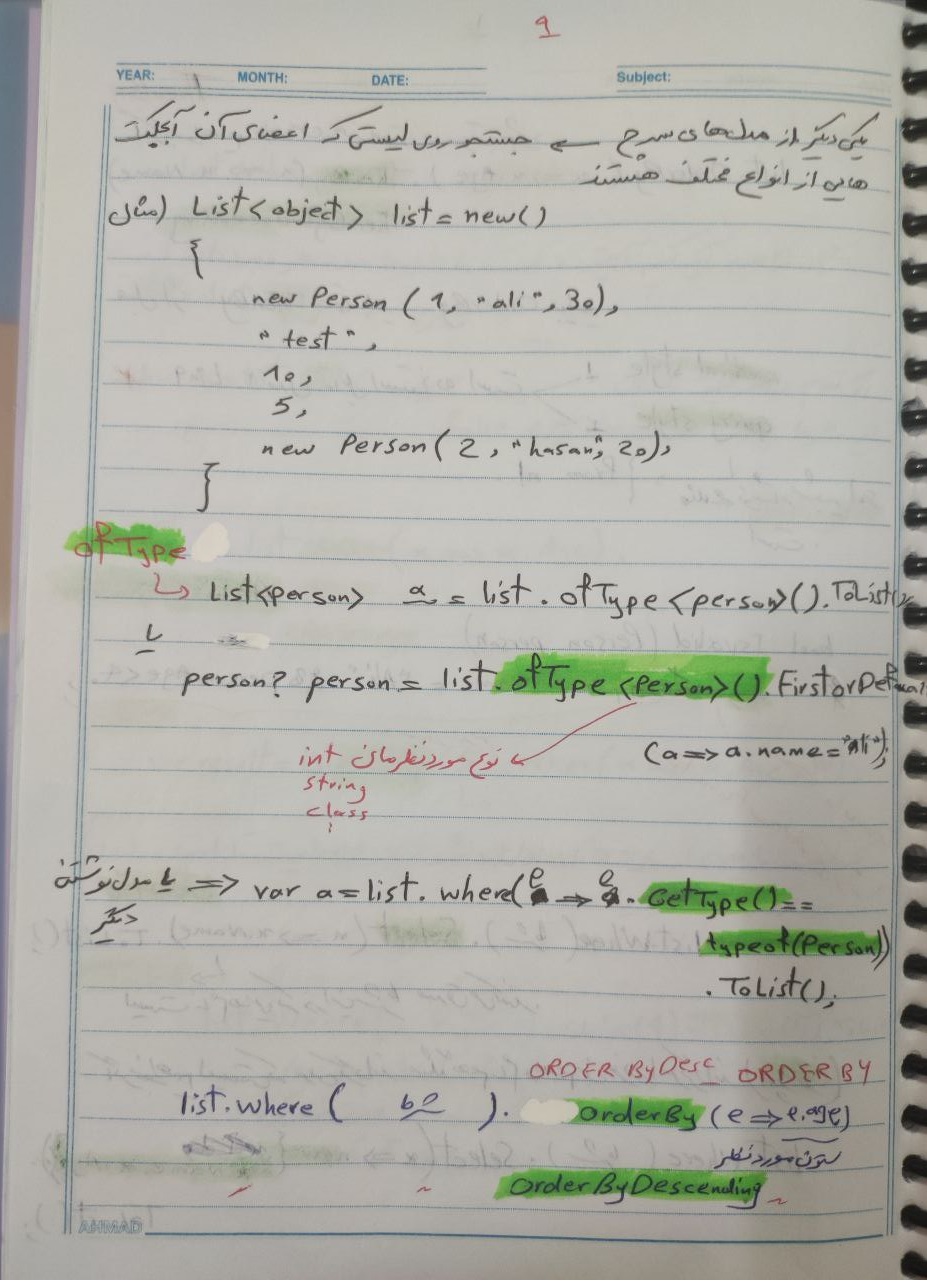 9
YEAR: MONTH: DATE: Subject:
یکی دیگر از مدل‌های سرچ ← جستجو روی لیستی که اعضای آن آبجکت
هایی از انواع مختلف هستند
مثل) List<object> list = new()
{
new Person (1, "ali", 30),
"test",
10,
5,
new Person (2, "hasan", 20),
}
ofType
↳ List<person> a = list.ofType<person>().ToList();
یا
person? person = list.ofType<Person>().FirstorDefault
(a => a.name = "ali");
نوع مورد نظرمان int
string
class
⋮
یا مدل نوشته => var a = list.where(e => e.GetType() ==
دیگر
typeof(Person))
.ToList();
ORDER ByDesc ORDER BY
list.where ( شرط ). orderBy (e => e.age)
ستون مورد نظر
OrderByDescending ~
AHMAD